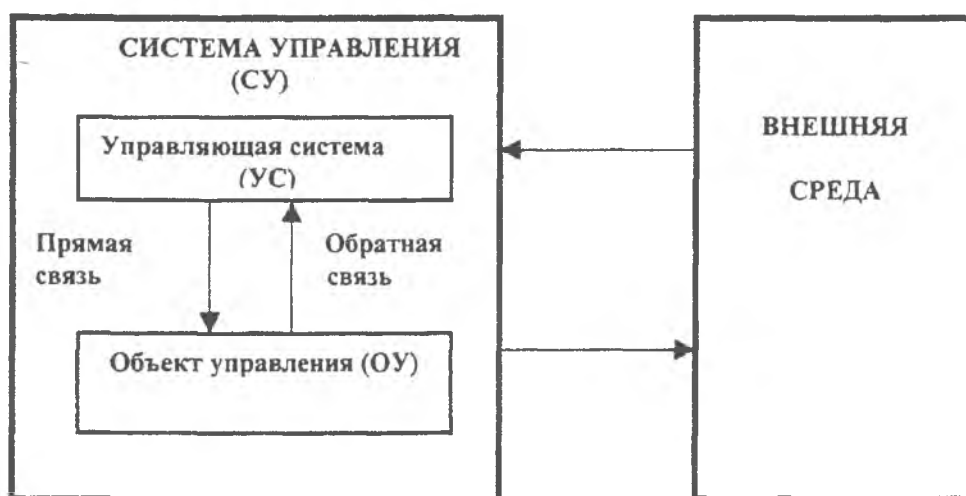 СИСТЕМА УПРАВЛЕНИЯ
(СУ)
Управляющая система
(УС)
Прямая
связь
Обратная
связь
Объект управления (ОУ)
ВНЕШНЯЯ
СРЕДА